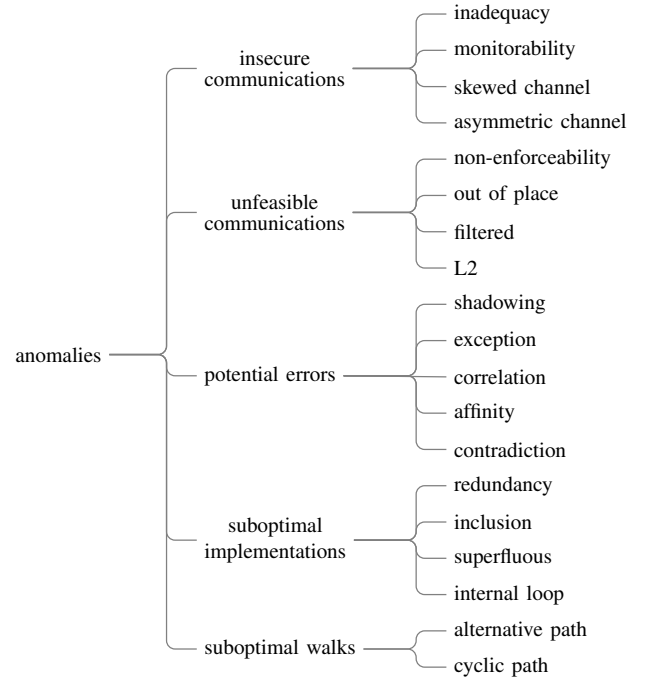 anomalies
insecure
communications
inadequacy
monitorability
skewed channel
asymmetric channel
unfeasible
communications
non-enforceability
out of place
filtered
L2
potential errors
shadowing
exception
correlation
affinity
contradiction
suboptimal
implementations
redundancy
inclusion
superfluous
internal loop
suboptimal walks
alternative path
cyclic path